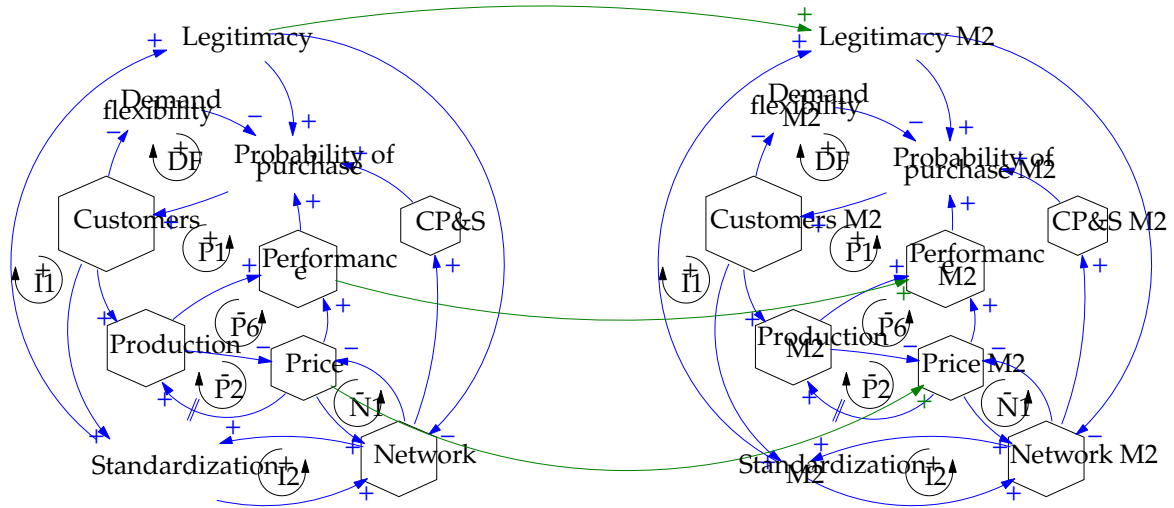 Legitimacy
Demand
flexibility
DF
Probability of
purchase
Customers
CP&S
P1
Performanc
e
I1
P6
Production
Price
P2
N1
Standardization
I2
Network
Legitimacy M2
Demand
flexibility
M2
DF
Probability of
purchase M2
Customers M2
CP&S M2
P1
Performanc
e
M2
I1
P6
Production
M2
Price M2
P2
N1
Standardization
M2
I2
Network M2